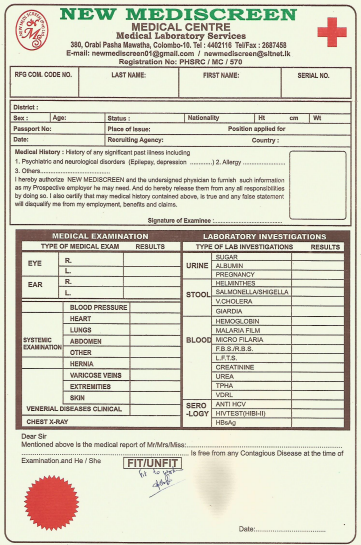 NEW MEDISCREEN
MEDICAL CENTRE
Medical Laboratory Services
380, Orabi Pasha Mawatha, Colombo-10. Tel : 4402116 Tel/Fax : 2687458
E-mail: newmediscreen01@gmail.com / newmediscreen@sltnet.lk
Registration No: PHSRC / MC / 570
RFG COM. CODE NO. LAST NAME: FIRST NAME: SERIAL NO.
District :
Sex : Age: Status : Nationality Ht cm Wt
Passport No: Place of Issue: Position applied for
Date: Recruiting Agency: Country :
Medical History : History of any significant past illness including
1. Psychiatric and neurological disorders (Epliepey, depression ............) 2. Allergy ..................
3. Others..................
I hereby authorize NEW MEDISCREEN and the undersigned physician to furnish such information
as my Prospective employer he may need. And do hereby release them from any all responsibilities
by doing so. I also certify that may medical history contained above, is true and any false statement
will disqualify me from my employment, benefits and claims.
Signature of Examinee :..................
MEDICAL EXAMINATION LABORATORY INVESTIGATIONS
TYPE OF MEDICAL EXAM RESULTS TYPE OF LAB INVESTIGATIONS RESULTS
EYE
R.
L.
EAR
R.
L.
SYSTEMIC
EXAMINATION
BLOOD PRESSURE
HEART
LUNGS
ABDOMEN
OTHER
HERNIA
VARICOSE VEINS
EXTREMITIES
SKIN
VENERIAL DISEASES CLINICAL
CHEST X-RAY
URINE
SUGAR
ALBUMIN
PREGNANCY
STOOL
HELMINTHES
SALMONELLA/SHIGELLA
V.CHOLERA
GIARDIA
BLOOD
HEMOGLOBIN
MALARIA FILM
MICRO FILARIA
F.B.S./R.B.S.
L.F.T.S.
CREATININE
UREA
TPHA
VDRL
SERO
-LOGY
ANTI HCV
HIVTEST(HIBI-II)
HBsAg
Dear Sir
Mentioned above is the medical report of Mr/Mrs/Miss:..................
.................. Is free from any Contagious Disease at the time of
Examination.and He / She FIT/UNFIT
Date:..................